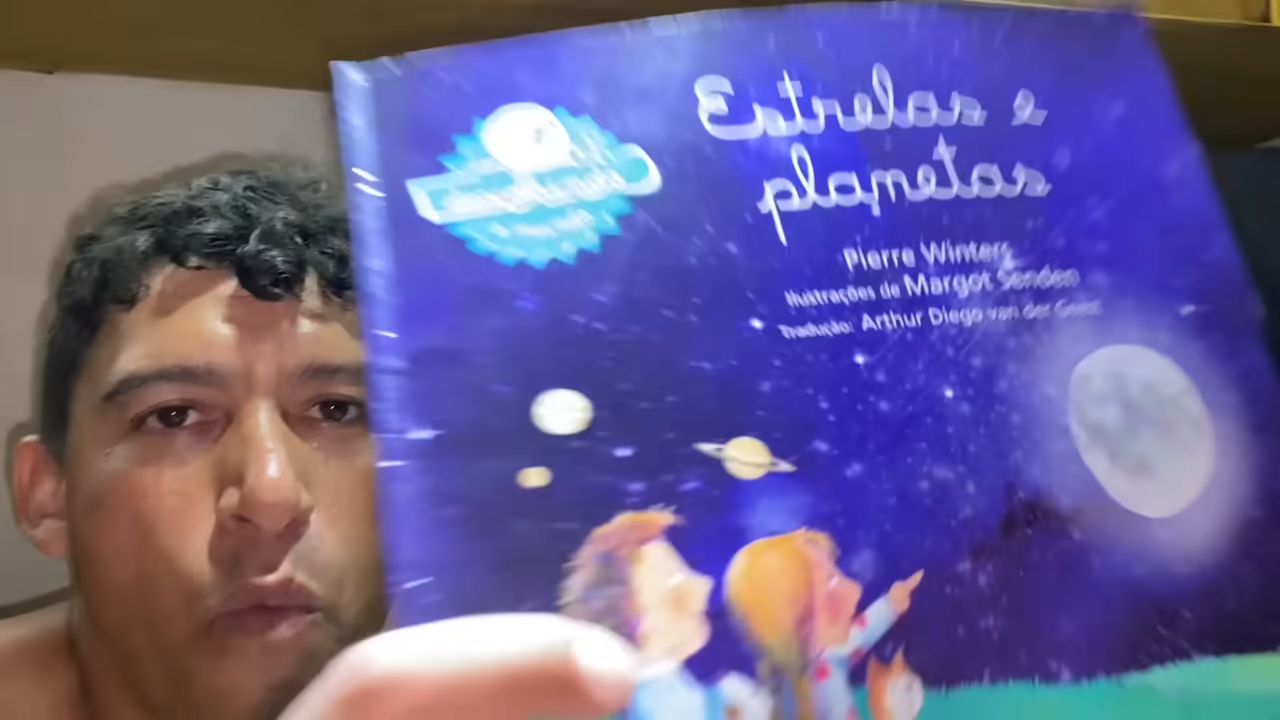 Estrelas e
planetas
Pierre Winters
Ilustrações de Margot Senden
Tradução: Arthur Diego van der Geest